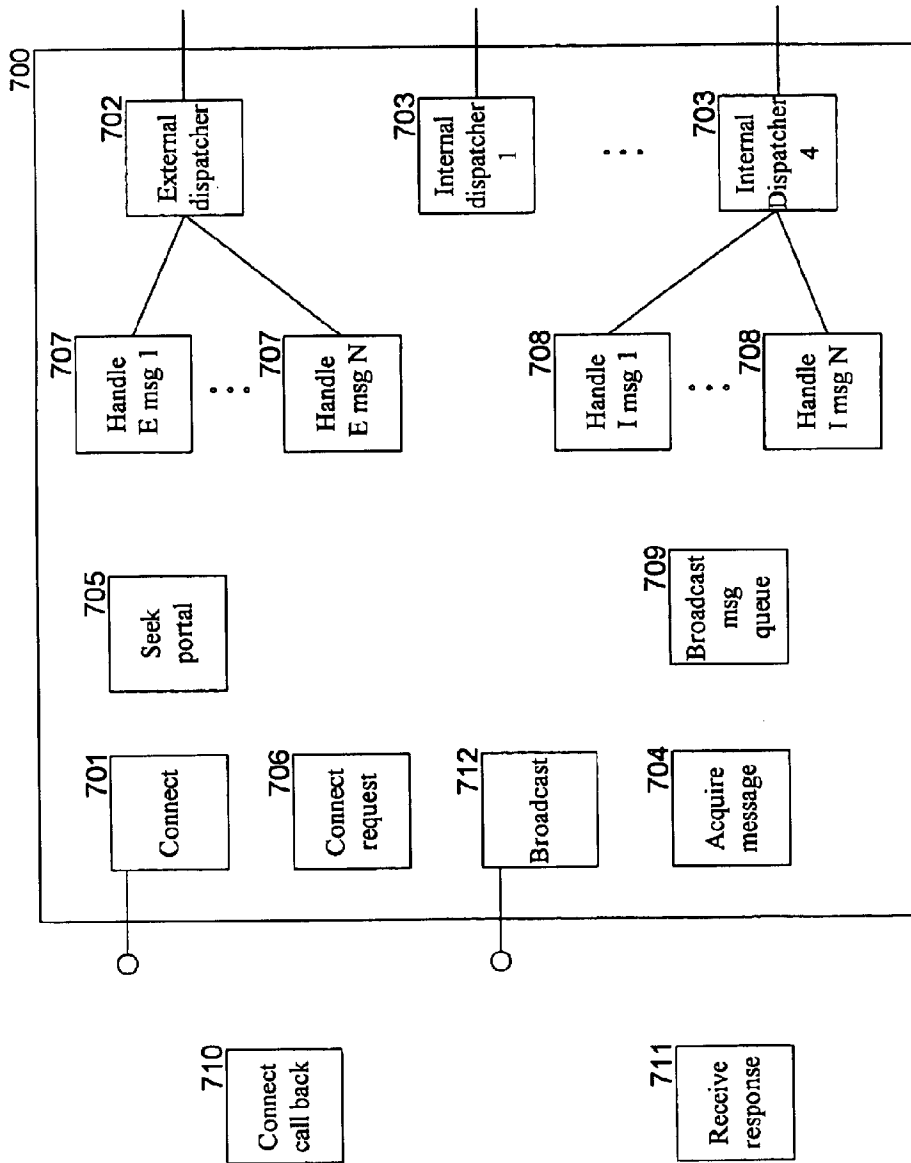 700
701
Connect
705
Seek
portal
707
Handle
E msg 1
702
External
dispatcher
710
Connect
call back
706
Connect
request
707
Handle
E msg N
703
Internal
dispatcher
1
712
Broadcast
708
Handle
I msg 1
711
Receive
response
704
Acquire
message
709
Broadcast
msg
queue
708
Handle
I msg N
703
Internal
Dispatcher
4